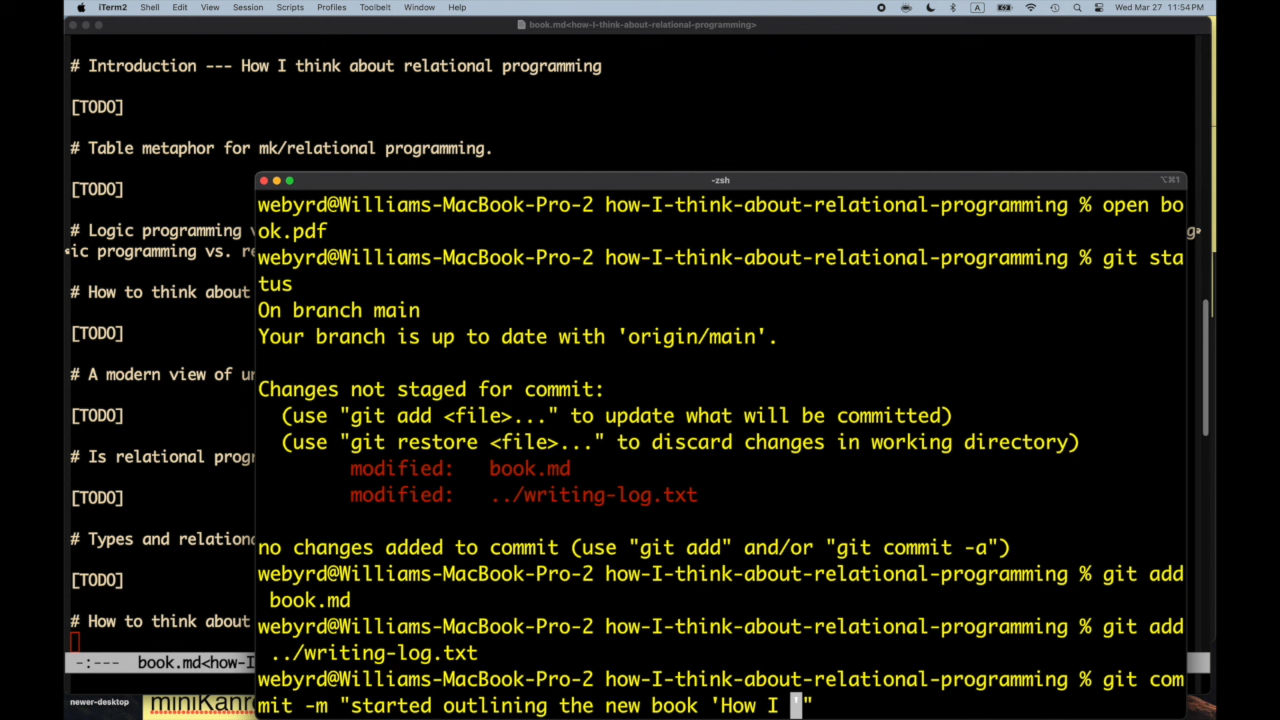 iTerm2 Shell Edit View Session Scripts Profiles Toolbelt Window Help A Wed Mar 27 11:54 PM
book.md<how-I-think-about-relational-programming>
# Introduction --- How I think about relational programming
[TODO]
# Table metaphor for mk/relational programming.
[TODO]
# Logic programming
ic programming vs. re
# How to think about
[TODO]
# A modern view of
[TODO]
# Is relational prog
[TODO]
# Types and relation
[TODO]
# How to think about
-:--- book.md<how-I
newer-desktop
miniKanr
-zsh ⌥⌘1
webyrd@Williams-MacBook-Pro-2 how-I-think-about-relational-programming % open bo
ok.pdf
webyrd@Williams-MacBook-Pro-2 how-I-think-about-relational-programming % git sta
tus
On branch main
Your branch is up to date with 'origin/main'.
Changes not staged for commit:
(use "git add <file>..." to update what will be committed)
(use "git restore <file>..." to discard changes in working directory)
modified: book.md
modified: ../writing-log.txt
no changes added to commit (use "git add" and/or "git commit -a")
webyrd@Williams-MacBook-Pro-2 how-I-think-about-relational-programming % git add
book.md
webyrd@Williams-MacBook-Pro-2 how-I-think-about-relational-programming % git add
../writing-log.txt
webyrd@Williams-MacBook-Pro-2 how-I-think-about-relational-programming % git com
mit -m "started outlining the new book 'How I '"